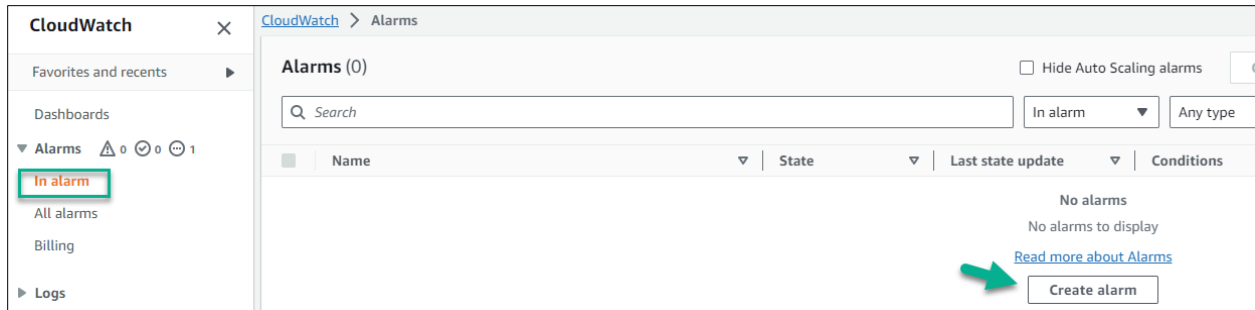 CloudWatch
Favorites and recents
Dashboards
Alarms 0 0 1
In alarm
All alarms
Billing
Logs
CloudWatch > Alarms
Alarms (0)
Hide Auto Scaling alarms
Search
In alarm
Any type
Name State Last state update Conditions
No alarms
No alarms to display
Read more about Alarms
Create alarm